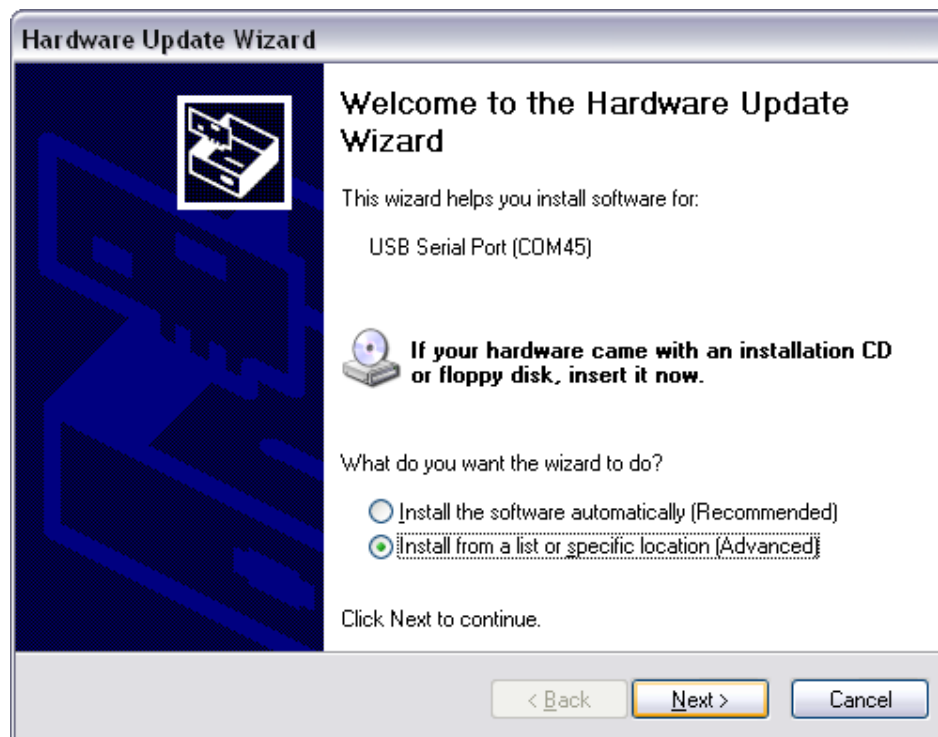 Hardware Update Wizard
Welcome to the Hardware Update
Wizard
This wizard helps you install software for:
USB Serial Port (COM45)
If your hardware came with an installation CD
or floppy disk, insert it now.
What do you want the wizard to do?
Install the software automatically (Recommended)
Install from a list or specific location (Advanced)
Click Next to continue.
< Back
Next >
Cancel